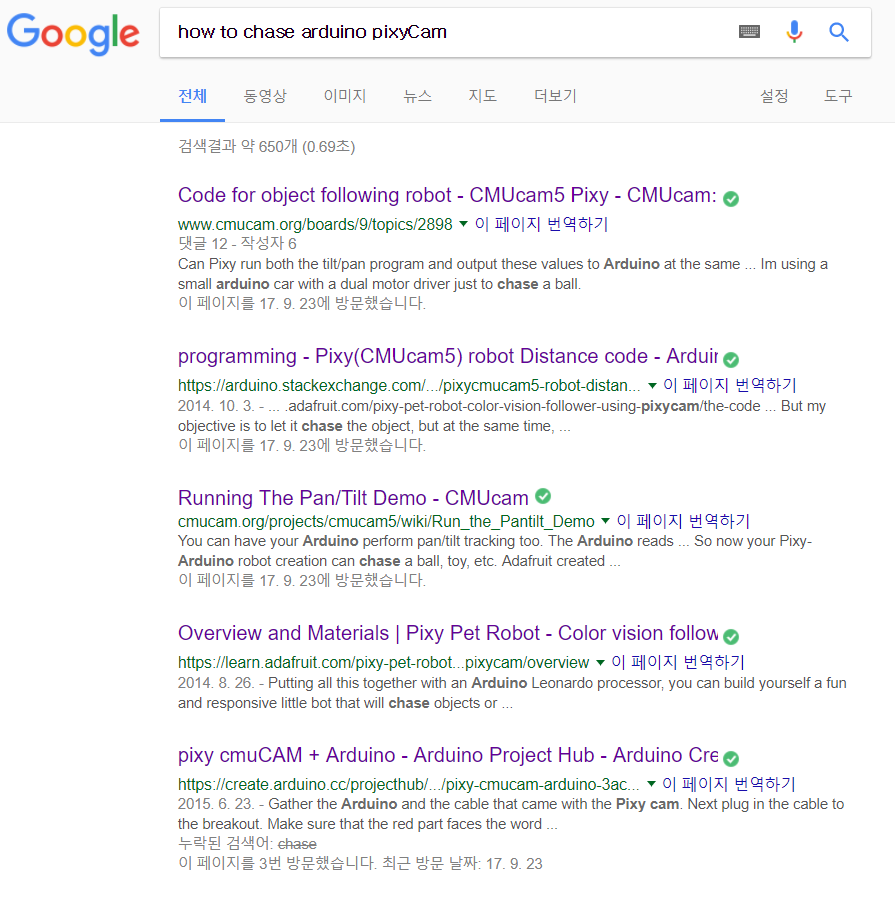 Google
how to chase arduino pixyCam
전체 동영상 이미지 뉴스 지도 더보기 설정 도구
검색결과 약 650개 (0.69초)
Code for object following robot - CMUcam5 Pixy - CMUcam:
www.cmucam.org/boards/9/topics/2898 ▼ 이 페이지 번역하기
댓글 12 - 작성자 6
Can Pixy run both the tilt/pan program and output these values to Arduino at the same ... Im using a
small arduino car with a dual motor driver just to chase a ball.
이 페이지를 17. 9. 23에 방문했습니다.
programming - Pixy(CMUcam5) robot Distance code - Arduin
https://arduino.stackexchange.com/.../pixycmucam5-robot-distan... ▼ 이 페이지 번역하기
2014. 10. 3. - ... .adafruit.com/pixy-pet-robot-color-vision-follower-using-pixycam/the-code ... But my
objective is to let it chase the object, but at the same time, ...
이 페이지를 17. 9. 23에 방문했습니다.
Running The Pan/Tilt Demo - CMUcam
cmucam.org/projects/cmucam5/wiki/Run_the_Pantilt_Demo ▼ 이 페이지 번역하기
You can have your Arduino perform pan/tilt tracking too. The Arduino reads ... So now your Pixy-
Arduino robot creation can chase a ball, toy, etc. Adafruit created ...
이 페이지를 17. 9. 23에 방문했습니다.
Overview and Materials | Pixy Pet Robot - Color vision follow
https://learn.adafruit.com/pixy-pet-robot...pixycam/overview ▼ 이 페이지 번역하기
2014. 8. 26. - Putting all this together with an Arduino Leonardo processor, you can build yourself a fun
and responsive little bot that will chase objects or ...
pixy cmuCAM + Arduino - Arduino Project Hub - Arduino Cre
https://create.arduino.cc/projecthub/.../pixy-cmucam-arduino-3ac... ▼ 이 페이지 번역하기
2015. 6. 23. - Gather the Arduino and the cable that came with the Pixy cam. Next plug in the cable to
the breakout. Make sure that the red part faces the word ...
누락된 검색어: chase
이 페이지를 3번 방문했습니다. 최근 방문 날짜: 17. 9. 23